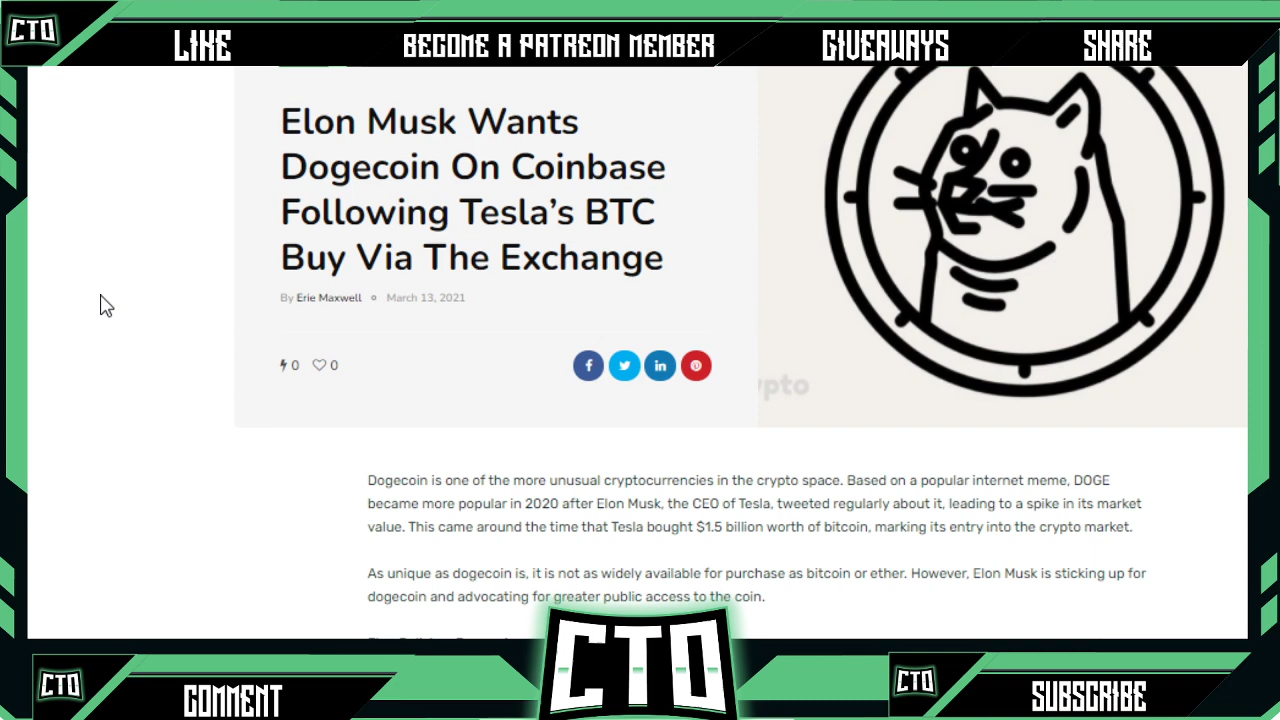 CTO
LIKE
BECOME A PATREON MEMBER
GIVEAWAYS
SHARE
Elon Musk Wants
Dogecoin On Coinbase
Following Tesla’s BTC
Buy Via The Exchange
By Erie Maxwell
March 13, 2021
0
0
ypto
Dogecoin is one of the more unusual cryptocurrencies in the crypto space. Based on a popular internet meme, DOGE
became more popular in 2020 after Elon Musk, the CEO of Tesla, tweeted regularly about it, leading to a spike in its market
value. This came around the time that Tesla bought $1.5 billion worth of bitcoin, marking its entry into the crypto market.
As unique as dogecoin is, it is not as widely available for purchase as bitcoin or ether. However, Elon Musk is sticking up for
dogecoin and advocating for greater public access to the coin.
CTO
CTO
COMMENT
CTO
SUBSCRIBE